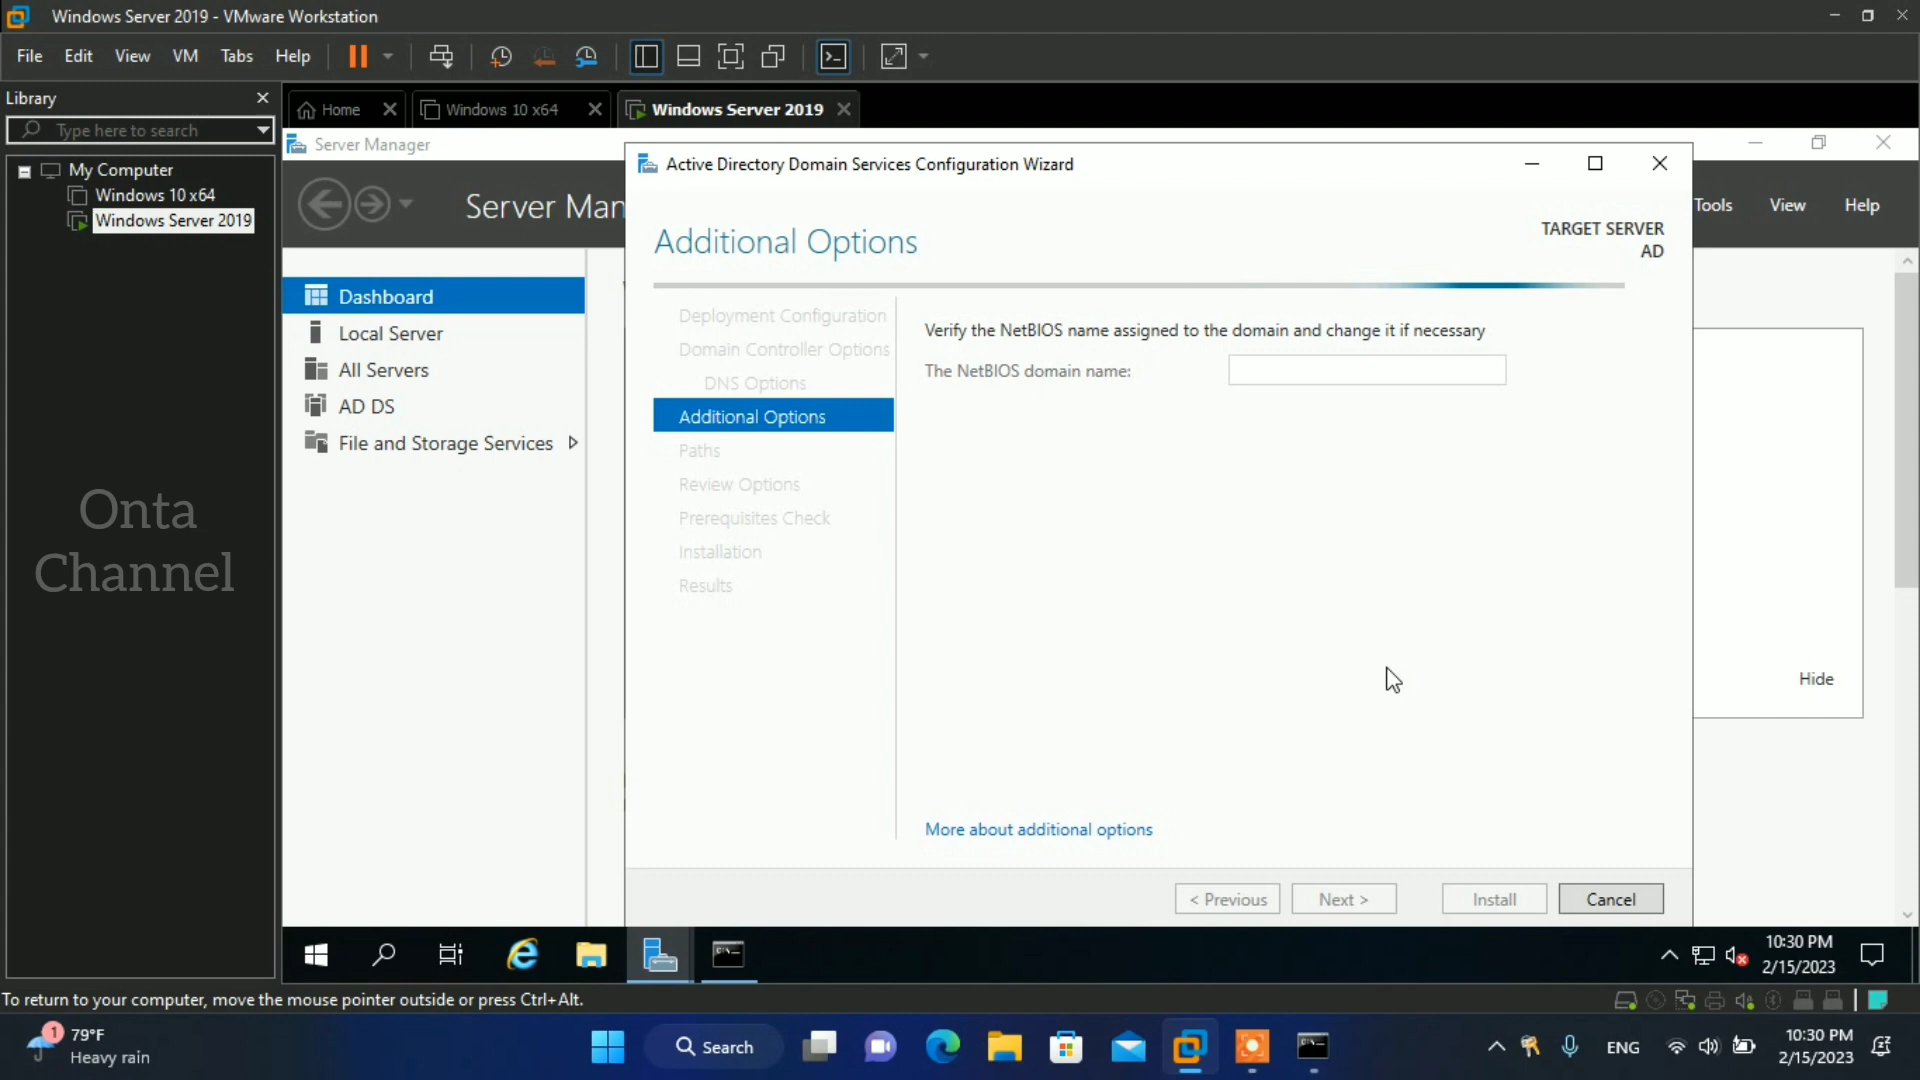 Windows Server 2019 - VMware Workstation
File Edit View VM Tabs Help
Library
Type here to search
My Computer
Windows 10 x64
Windows Server 2019
Onta
Channel
Home
Windows 10 x64
Windows Server 2019
Server Manager
Server Man
Tools View Help
Dashboard
Local Server
All Servers
AD DS
File and Storage Services
Active Directory Domain Services Configuration Wizard
Additional Options
TARGET SERVER
AD
Deployment Configuration
Domain Controller Options
DNS Options
Additional Options
Paths
Review Options
Prerequisites Check
Installation
Results
Verify the NetBIOS name assigned to the domain and change it if necessary
The NetBIOS domain name:
More about additional options
< Previous Next > Install Cancel
Hide
10:30 PM
2/15/2023
To return to your computer, move the mouse pointer outside or press Ctrl+Alt.
1
79°F
Heavy rain
Search
ENG
10:30 PM
2/15/2023